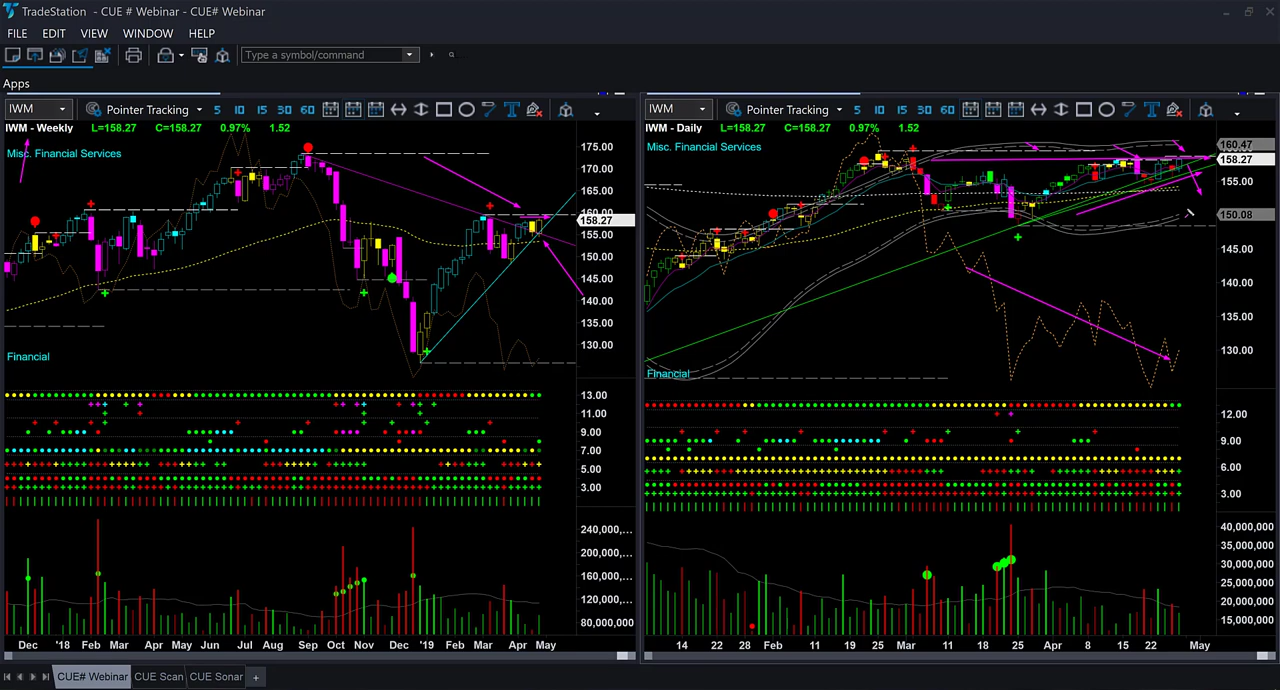 TradeStation - CUE # Webinar - CUE# Webinar
FILE EDIT VIEW WINDOW HELP
Type a symbol/command
Apps
IWM Pointer Tracking 5 10 15 30 60
IWM - Weekly L=158.27 C=158.27 0.97% 1.52
Misc. Financial Services
175.00
170.00
165.00
160.00
158.27
155.00
150.00
145.00
140.00
135.00
130.00
Financial
13.00
11.00
9.00
7.00
5.00
3.00
240,000,...
200,000,...
160,000,...
120,000,...
80,000,000
Dec '18 Feb Mar Apr May Jun Jul Aug Sep Oct Nov Dec '19 Feb Mar Apr May
IWM Pointer Tracking 5 10 15 30 60
IWM - Daily L=158.27 C=158.27 0.97% 1.52
Misc. Financial Services
160.47
158.27
155.00
150.08
145.00
140.00
135.00
130.00
Financial
12.00
9.00
6.00
3.00
40,000,000
35,000,000
30,000,000
25,000,000
20,000,000
15,000,000
14 22 28 Feb 11 19 25 Mar 11 18 25 Apr 8 15 22 May
CUE# Webinar CUE Scan CUE Sonar +